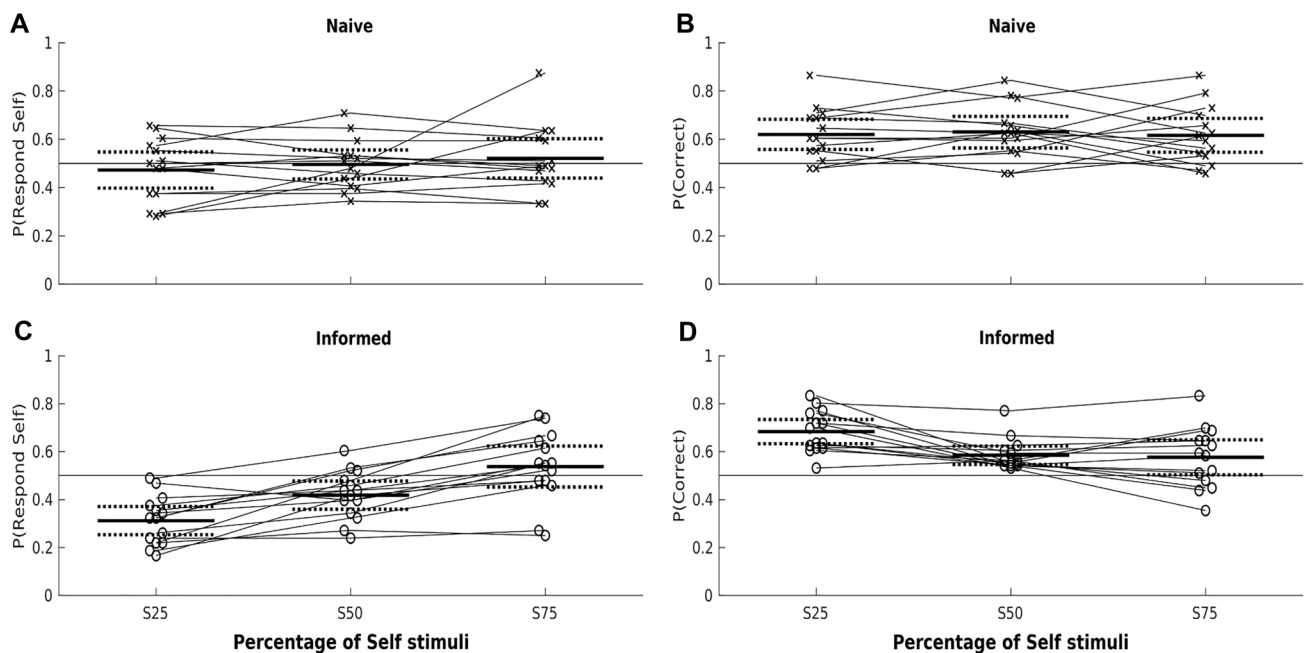 A
Naive
P(Respond Self)
1
0.8
0.6
0.4
0.2
0
B
Naive
P(Correct)
1
0.8
0.6
0.4
0.2
0
C
Informed
P(Respond Self)
1
0.8
0.6
0.4
0.2
0
S25 S50 S75
Percentage of Self stimuli
D
Informed
P(Correct)
1
0.8
0.6
0.4
0.2
0
S25 S50 S75
Percentage of Self stimuli